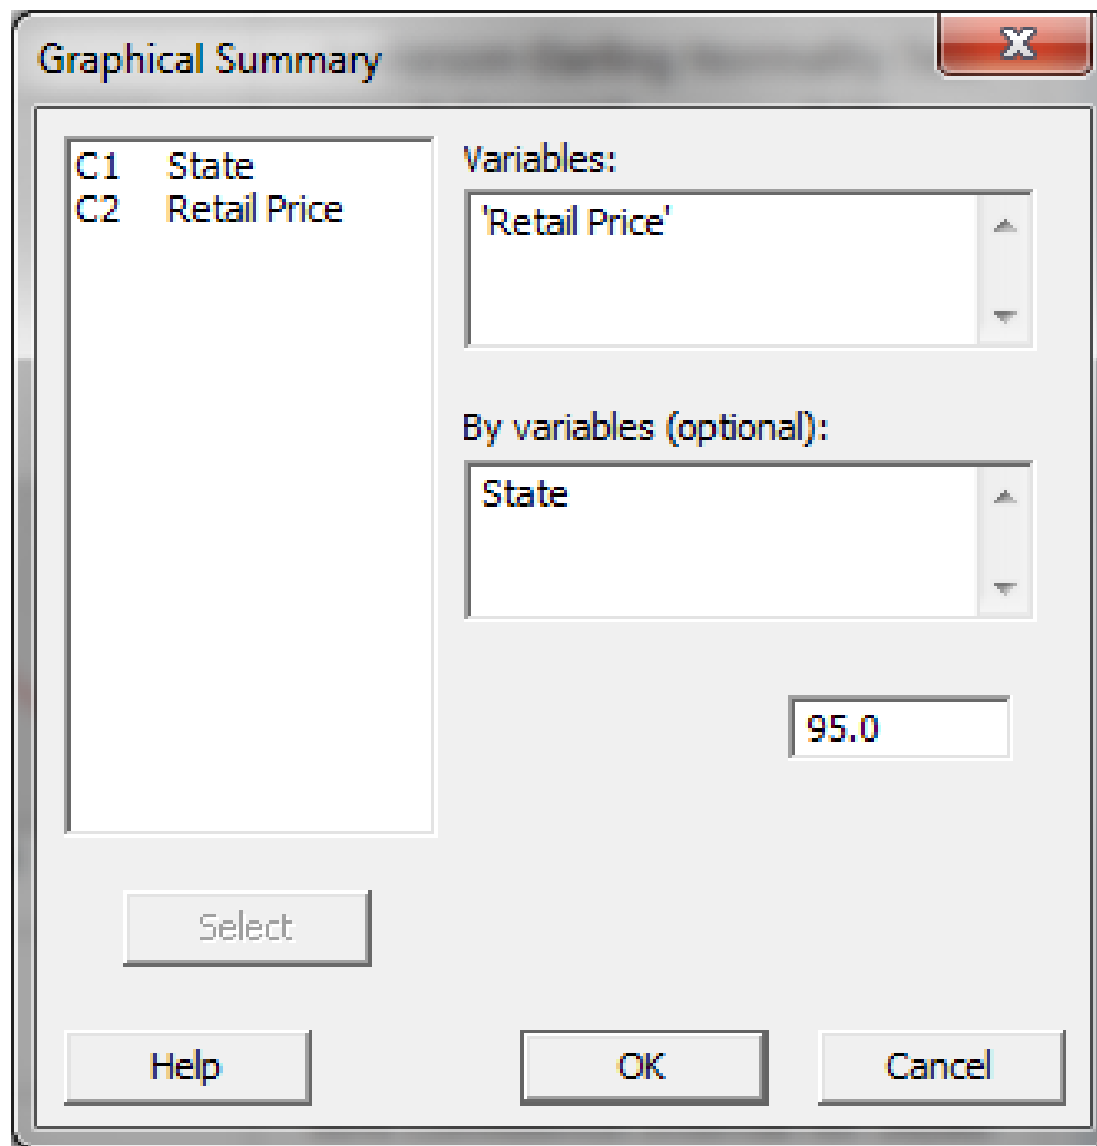 Graphical Summary
C1 State
C2 Retail Price
Variables:
'Retail Price'
By variables (optional):
State
95.0
Select
Help
OK
Cancel